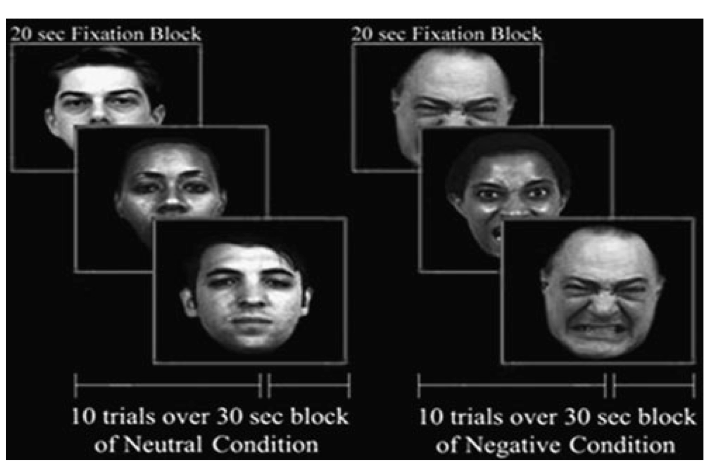 20 sec Fixation Block
20 sec Fixation Block
10 trials over 30 sec block
of Neutral Condition
10 trials over 30 sec block
of Negative Condition